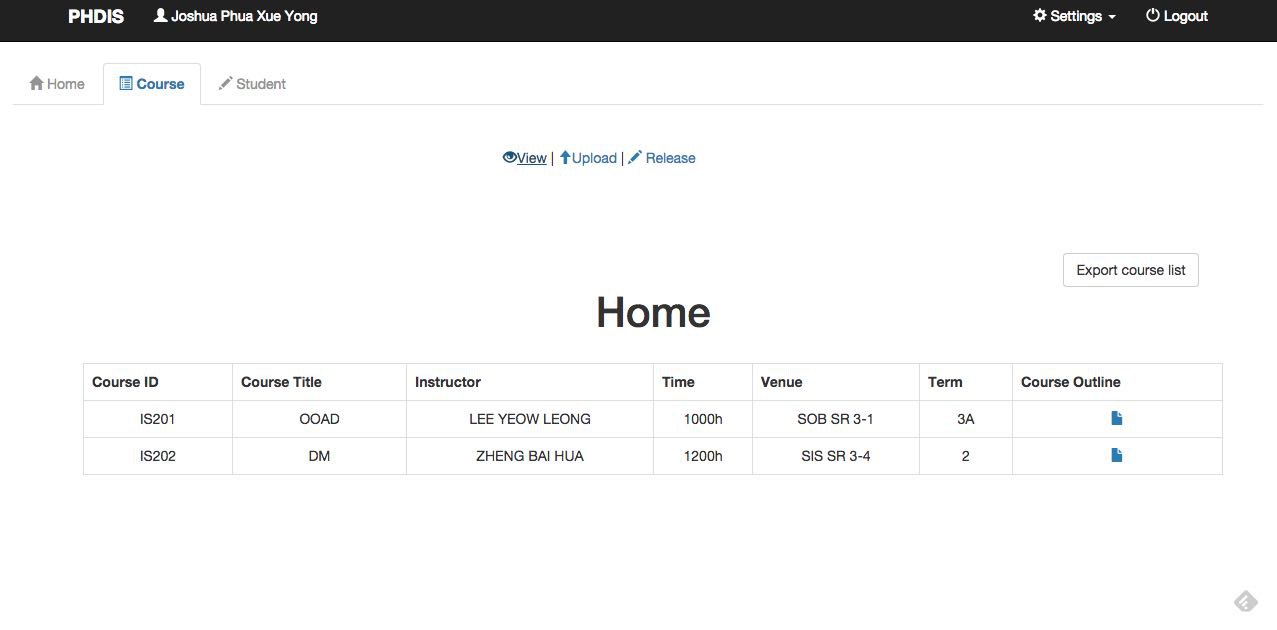 PHDIS Joshua Phua Xue Yong Settings Logout
Home Course Student
View | Upload | Release
Export course list
Home
Course ID Course Title Instructor Time Venue Term Course Outline
IS201 OOAD LEE YEOW LEONG 1000h SOB SR 3-1 3A
IS202 DM ZHENG BAI HUA 1200h SIS SR 3-4 2